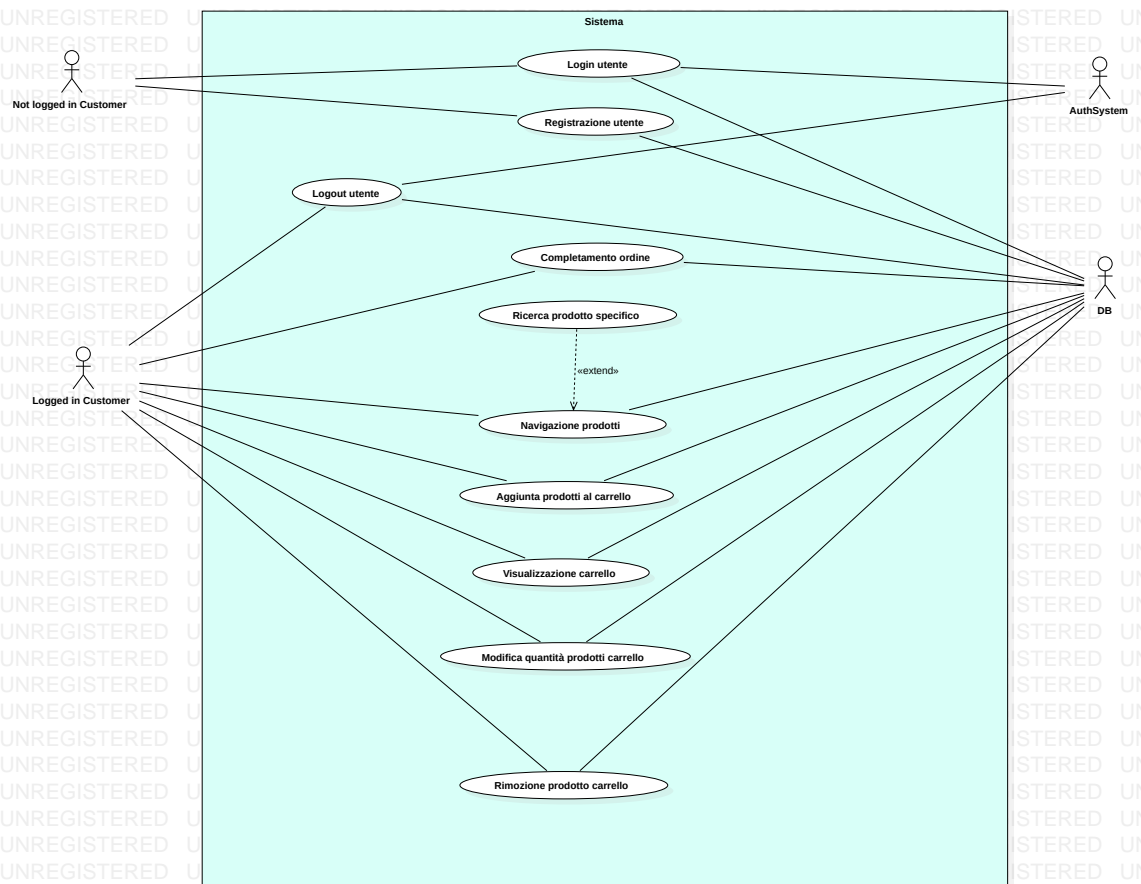 Sistema
Login utente
Not logged in Customer
AuthSystem
Registrazione utente
Logout utente
Completamento ordine
DB
Ricerca prodotto specifico
«extend»
Logged in Customer
Navigazione prodotti
Aggiunta prodotti al carrello
Visualizzazione carrello
Modifica quantità prodotti carrello
Rimozione prodotto carrello
UNREGISTERED